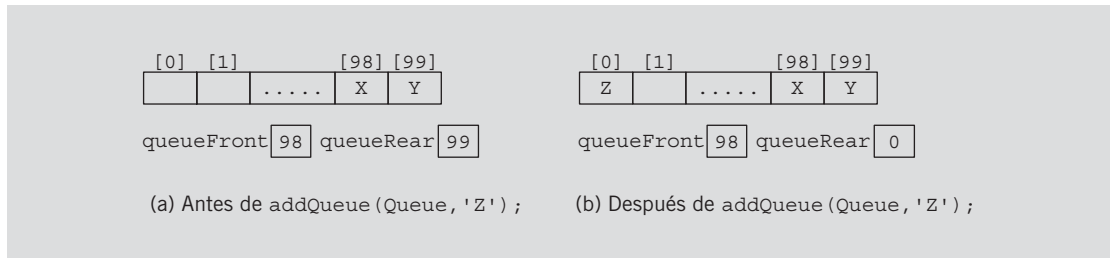 [0] [1] [98] [99] [0] [1] [98] [99]
..... X Y Z ..... X Y
queueFront 98 queueRear 99 queueFront 98 queueRear 0
(a) Antes de addQueue(Queue,'Z'); (b) Después de addQueue(Queue,'Z');